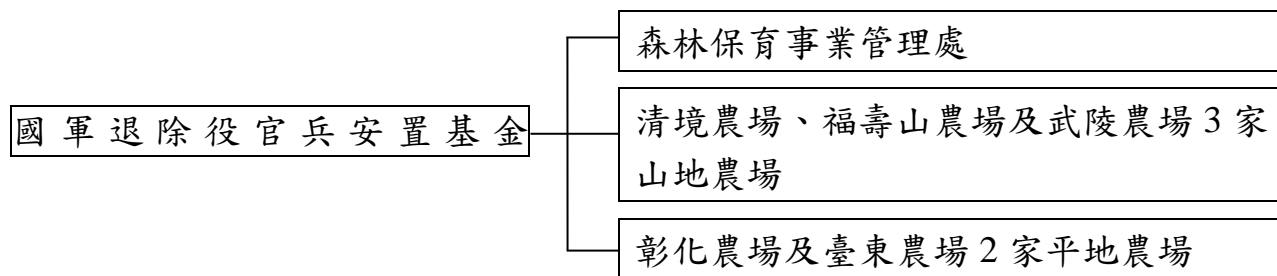 森林保育事業管理處
國軍退除役官兵安置基金
清境農場、福壽山農場及武陵農場 3 家
山地農場
彰化農場及臺東農場 2 家平地農場